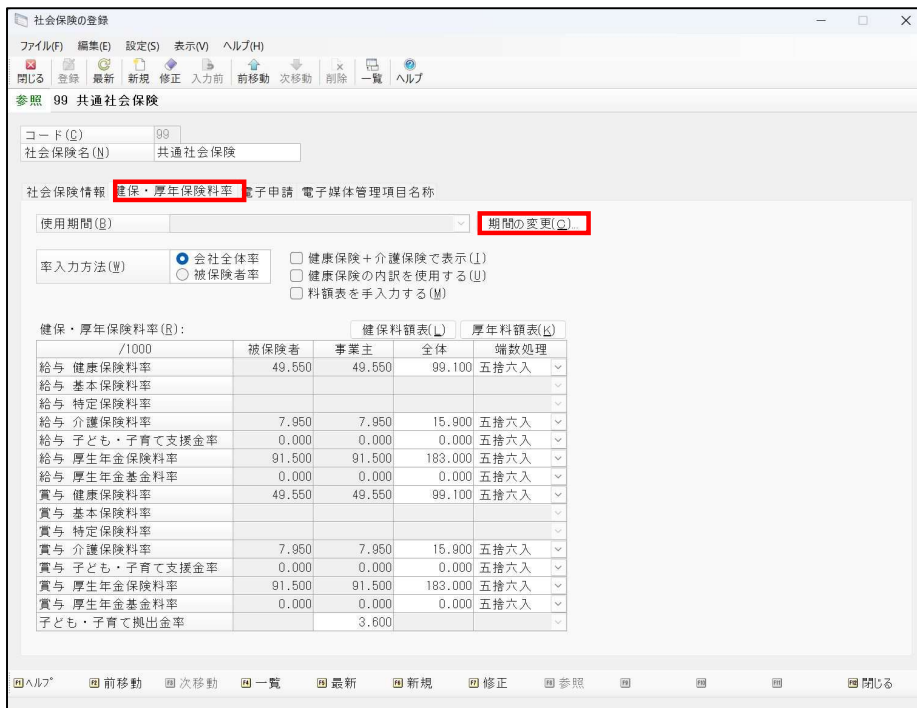 社会保険の登録
ファイル(F) 編集(E) 設定(S) 表示(V) ヘルプ(H)
閉じる 登録 最新 新規 修正 入力前 前移動 次移動 削除 一覧 ヘルプ
参照 99 共通社会保険
コード(C) 99
社会保険名(N) 共通社会保険
社会保険情報 健保・厚年保険料率 電子申請 電子媒体管理項目名称
使用期間(B) 期間の変更(C)...
率入力方法(W) 会社全体率 健康保険+介護保険で表示(I)
被保険者率 健康保険の内訳を使用する(U)
料額表を手入力する(M)
健保・厚年保険料率(R): 健保料額表(L) 厚年料額表(K)
/1000 被保険者 事業主 全体 端数処理
給与 健康保険料率 49.550 49.550 99.100 五捨六入
給与 基本保険料率
給与 特定保険料率
給与 介護保険料率 7.950 7.950 15.900 五捨六入
給与 子ども・子育て支援金率 0.000 0.000 0.000 五捨六入
給与 厚生年金保険料率 91.500 91.500 183.000 五捨六入
給与 厚生年金基金料率 0.000 0.000 0.000 五捨六入
賞与 健康保険料率 49.550 49.550 99.100 五捨六入
賞与 基本保険料率
賞与 特定保険料率
賞与 介護保険料率 7.950 7.950 15.900 五捨六入
賞与 子ども・子育て支援金率 0.000 0.000 0.000 五捨六入
賞与 厚生年金保険料率 91.500 91.500 183.000 五捨六入
賞与 厚生年金基金料率 0.000 0.000 0.000 五捨六入
子ども・子育て拠出金率 3.600
F1 ヘルプ F2 前移動 F3 次移動 F4 一覧 F5 最新 F6 新規 F7 修正 F8 参照 F9 F10 F11 F12 閉じる